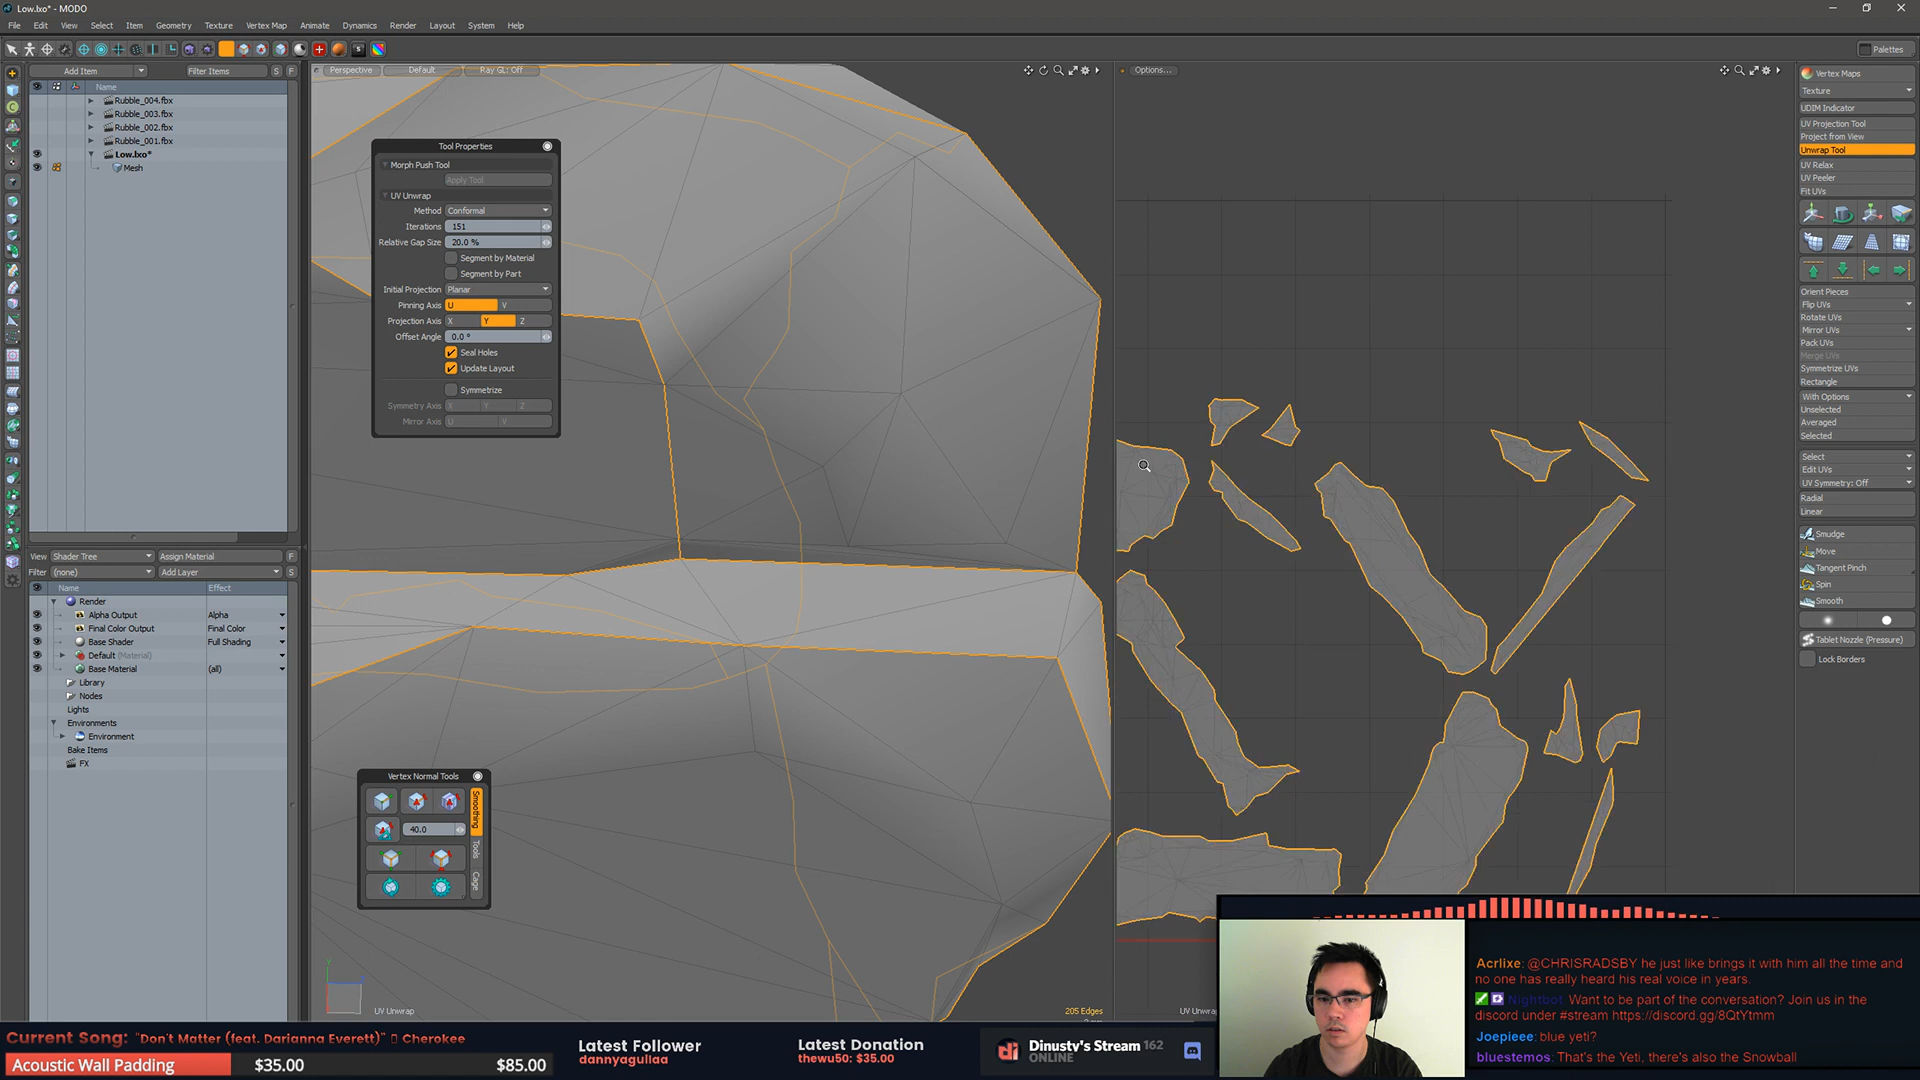 Low.lxo* - MODO
File Edit View Select Item Geometry Texture Vertex Map Animate Dynamics Render Layout System Help
Palettes
Add Item Filter Items S F
Name
Rubble_004.fbx
Rubble_003.fbx
Rubble_002.fbx
Rubble_001.fbx
Low.lxo*
Mesh
View Shader Tree Assign Material F
Filter (none) Add Layer S
Name Effect
Render
Alpha Output Alpha
Final Color Output Final Color
Base Shader Full Shading
Default (Material)
Base Material (all)
Library
Nodes
Lights
Environments
Environment
Bake Items
FX
Perspective Default Ray GL: Off
Tool Properties
Morph Push Tool
Apply Tool
UV Unwrap
Method Conformal
Iterations 151
Relative Gap Size 20.0 %
Segment by Material
Segment by Part
Initial Projection Planar
Pinning Axis U V
Projection Axis X Y Z
Offset Angle 0.0 °
Seal Holes
Update Layout
Symmetrize
Symmetry Axis X Y Z
Mirror Axis U V
Vertex Normal Tools
40.0
Smoothing
Tools
Cage
UV Unwrap
205 Edges
Options...
UV Unwrap
Vertex Maps
Texture
UDIM Indicator
UV Projection Tool
Project from View
Unwrap Tool
UV Relax
UV Peeler
Fit UVs
Orient Pieces
Flip UVs
Rotate UVs
Mirror UVs
Pack UVs
Merge UVs
Symmetrize UVs
Rectangle
With Options
Unselected
Averaged
Selected
Select
Edit UVs
UV Symmetry: Off
Radial
Linear
Smudge
Move
Tangent Pinch
Spin
Smooth
Tablet Nozzle (Pressure)
Lock Borders
Acrlixe: @CHRISRADSBY he just like brings it with him all the time and
no one has really heard his real voice in years.
Nightbot: Want to be part of the conversation? Join us in the
discord under #stream https://discord.gg/8QtYtmm
Joepieee: blue yeti?
bluestemos: That's the Yeti, there's also the Snowball
Current Song: "Don't Matter (feat. Darianna Everett)" Cherokee
Acoustic Wall Padding $35.00 $85.00
Latest Follower
dannyaguilaa
Latest Donation
thewu50: $35.00
Dinusty's Stream 162
ONLINE